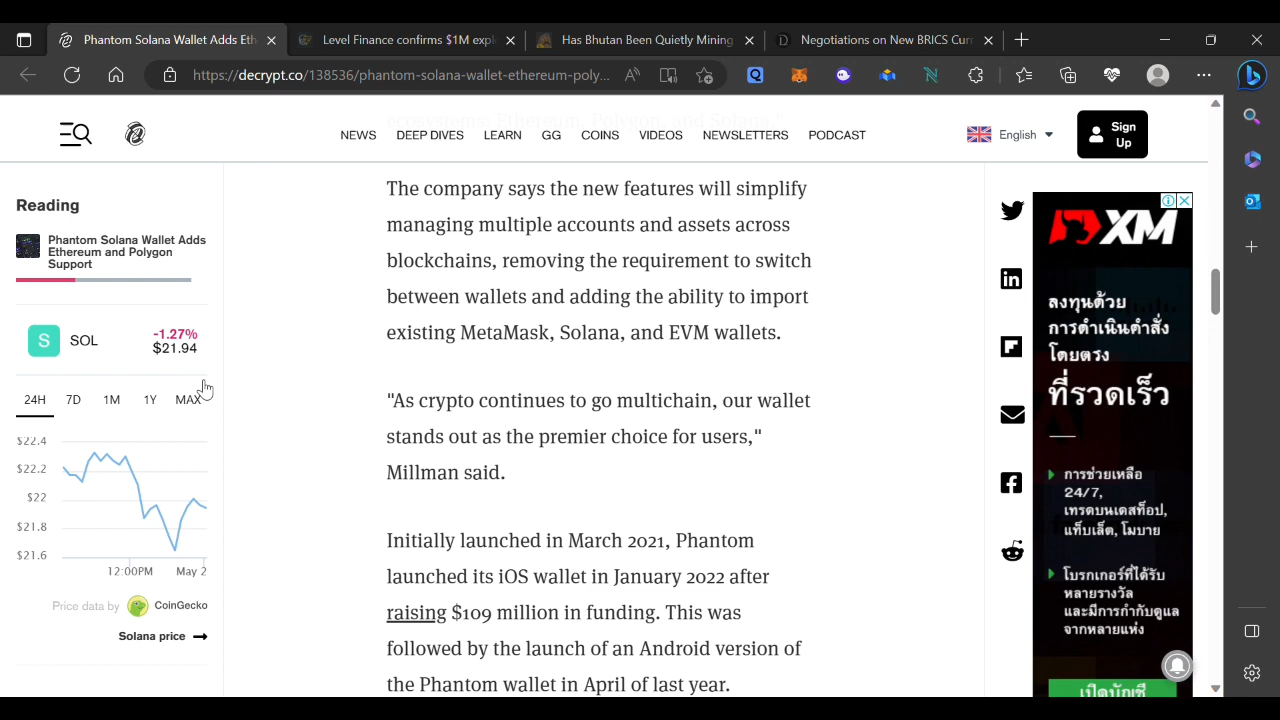 Phantom Solana Wallet Adds Eth
Level Finance confirms $1M expl
Has Bhutan Been Quietly Mining
Negotiations on New BRICS Curr
https://decrypt.co/138536/phantom-solana-wallet-ethereum-poly...
ecosystems: Ethereum, Polygon, and Solana."
NEWS DEEP DIVES LEARN GG COINS VIDEOS NEWSLETTERS PODCAST
English
Sign
Up
Reading
Phantom Solana Wallet Adds
Ethereum and Polygon
Support
S SOL
-1.27%
$21.94
24H 7D 1M 1Y MAX
$22.4
$22.2
$22
$21.8
$21.6
12:00PM May 2
Price data by CoinGecko
Solana price
The company says the new features will simplify
managing multiple accounts and assets across
blockchains, removing the requirement to switch
between wallets and adding the ability to import
existing MetaMask, Solana, and EVM wallets.
"As crypto continues to go multichain, our wallet
stands out as the premier choice for users,"
Millman said.
Initially launched in March 2021, Phantom
launched its iOS wallet in January 2022 after
raising $109 million in funding. This was
followed by the launch of an Android version of
the Phantom wallet in April of last year.
XM
ลงทุนด้วย
การดำเนินคำสั่ง
โดยตรง
ที่รวดเร็ว
การช่วยเหลือ
24/7,
เทรดบนเดสท็อป,
แท็บเล็ต, โมบาย
โบรกเกอร์ที่ได้รับ
หลายรางวัล
และมีการกำกับดูแล
จากหลายแห่ง
เปิดบัญชี